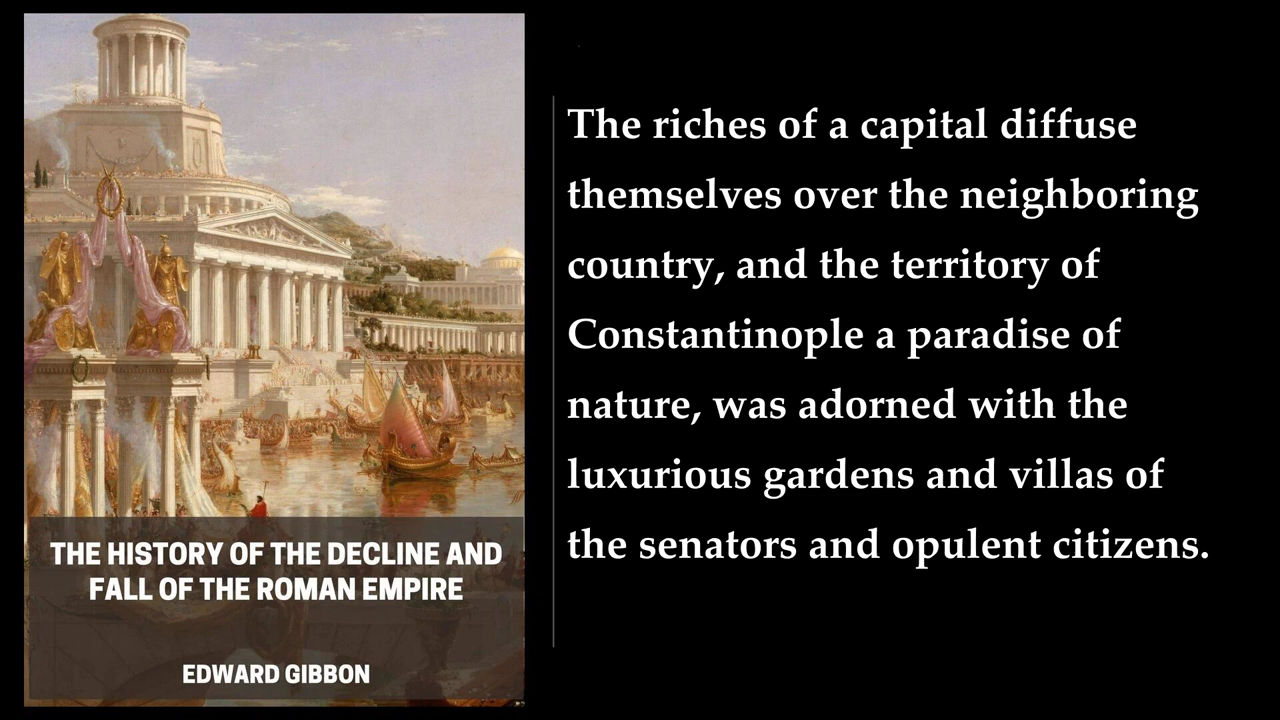 THE HISTORY OF THE DECLINE AND
FALL OF THE ROMAN EMPIRE
EDWARD GIBBON
The riches of a capital diffuse
themselves over the neighboring
country, and the territory of
Constantinople a paradise of
nature, was adorned with the
luxurious gardens and villas of
the senators and opulent citizens.